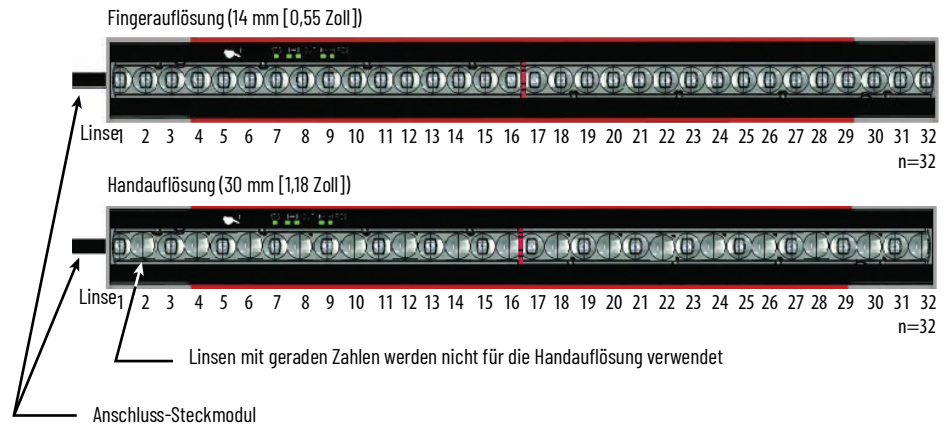 Fingerauflösung (14 mm [0,55 Zoll])
Linse 1 2 3 4 5 6 7 8 9 10 11 12 13 14 15 16 17 18 19 20 21 22 23 24 25 26 27 28 29 30 31 32
n=32
Handauflösung (30 mm [1,18 Zoll])
Linse 1 2 3 4 5 6 7 8 9 10 11 12 13 14 15 16 17 18 19 20 21 22 23 24 25 26 27 28 29 30 31 32
n=32
Linsen mit geraden Zahlen werden nicht für die Handauflösung verwendet
Anschluss-Steckmodul